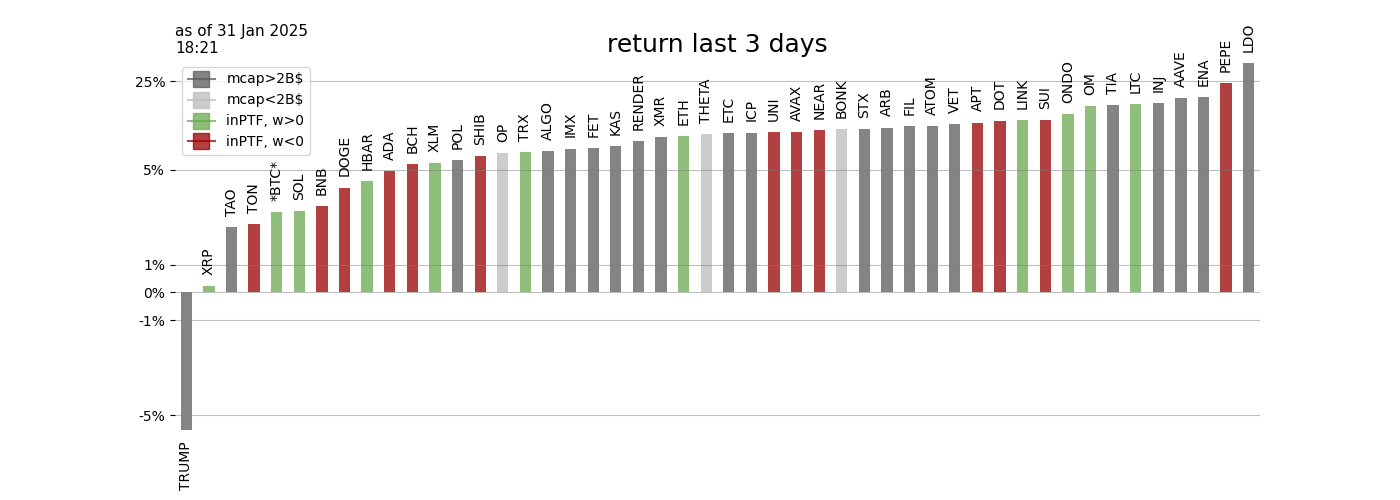 as of 31 Jan 2025
18:21
return last 3 days
mcap>2B$
mcap<2B$
inPTF, w>0
inPTF, w<0
25%
5%
1%
0%
-1%
-5%
TRUMP
XRP
TAO
TON
*BTC*
SOL
BNB
DOGE
HBAR
ADA
BCH
XLM
POL
SHIB
OP
TRX
ALGO
IMX
FET
KAS
RENDER
XMR
ETH
THETA
ETC
ICP
UNI
AVAX
NEAR
BONK
STX
ARB
FIL
ATOM
VET
APT
DOT
LINK
SUI
ONDO
OM
TIA
LTC
INJ
AAVE
ENA
PEPE
LDO